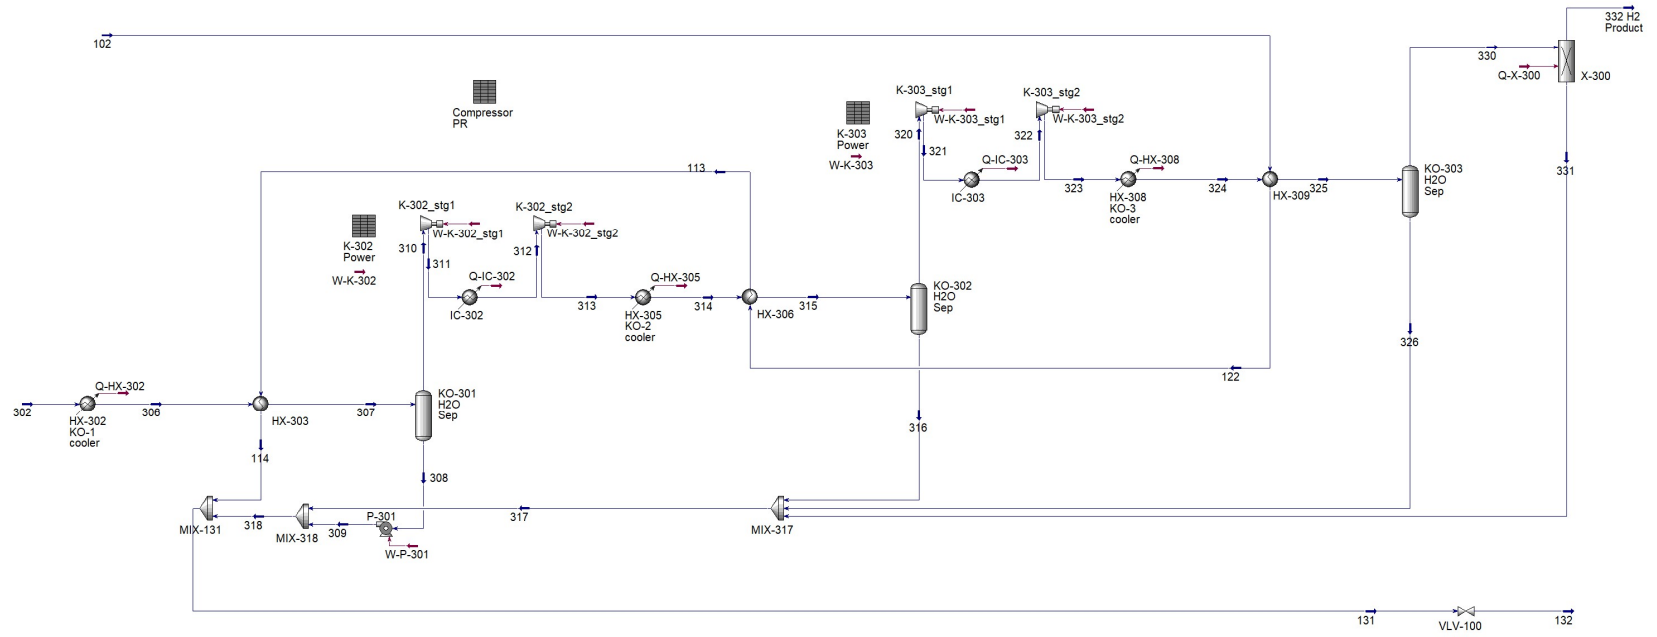 332 H2
Product
102
330
Q-X-300
X-300
Compressor
PR
K-303_stg1
K-303_stg2
W-K-303_stg1
W-K-303_stg2
K-303
Power
W-K-303
320
321
322
Q-IC-303
IC-303
323
Q-HX-308
HX-308
KO-3
cooler
324
HX-309
325
KO-303
H2O
Sep
331
113
K-302_stg1
K-302_stg2
W-K-302_stg1
W-K-302_stg2
K-302
Power
W-K-302
310
311
312
Q-IC-302
IC-302
313
Q-HX-305
HX-305
KO-2
cooler
314
HX-306
315
KO-302
H2O
Sep
326
122
302
Q-HX-302
HX-302
KO-1
cooler
306
HX-303
307
KO-301
H2O
Sep
316
114
308
MIX-131
318
MIX-318
309
P-301
W-P-301
317
MIX-317
131
VLV-100
132